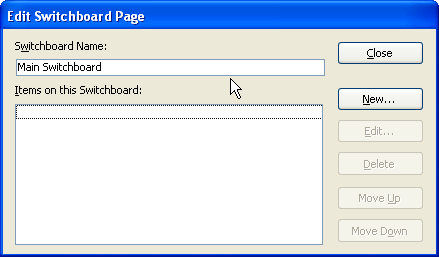 Edit Switchboard Page
Switchboard Name:
Close
Main Switchboard
Items on this Switchboard:
New...
Edit...
Delete
Move Up
Move Down